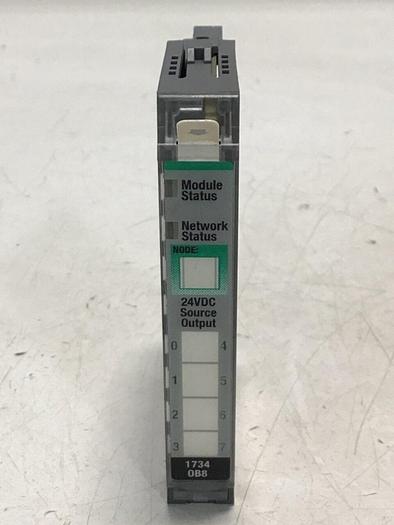 Module
Status
Network
Status
NODE:
24VDC
Source
Output
0 4
1 5
2 6
3 7
1734
OB8